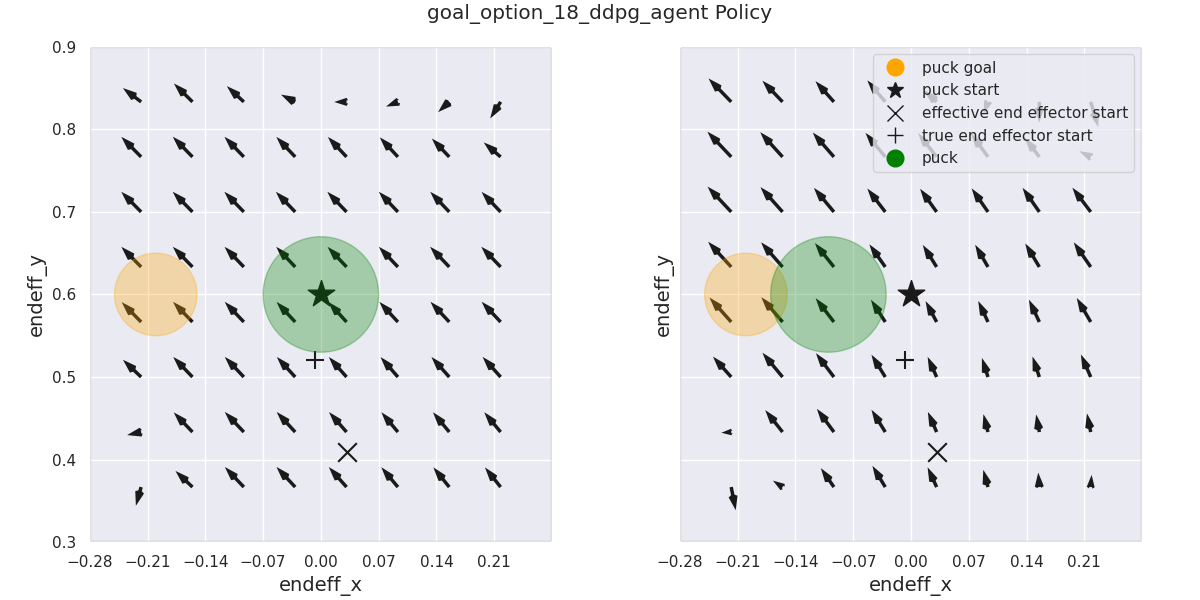 goal_option_18_ddpg_agent Policy
0.9
0.8
0.7
0.6
0.5
0.4
0.3
endeff_y
−0.28 −0.21 −0.14 −0.07 0.00 0.07 0.14 0.21
endeff_x
puck goal
puck start
effective end effector start
true end effector start
puck
endeff_y
−0.28 −0.21 −0.14 −0.07 0.00 0.07 0.14 0.21
endeff_x